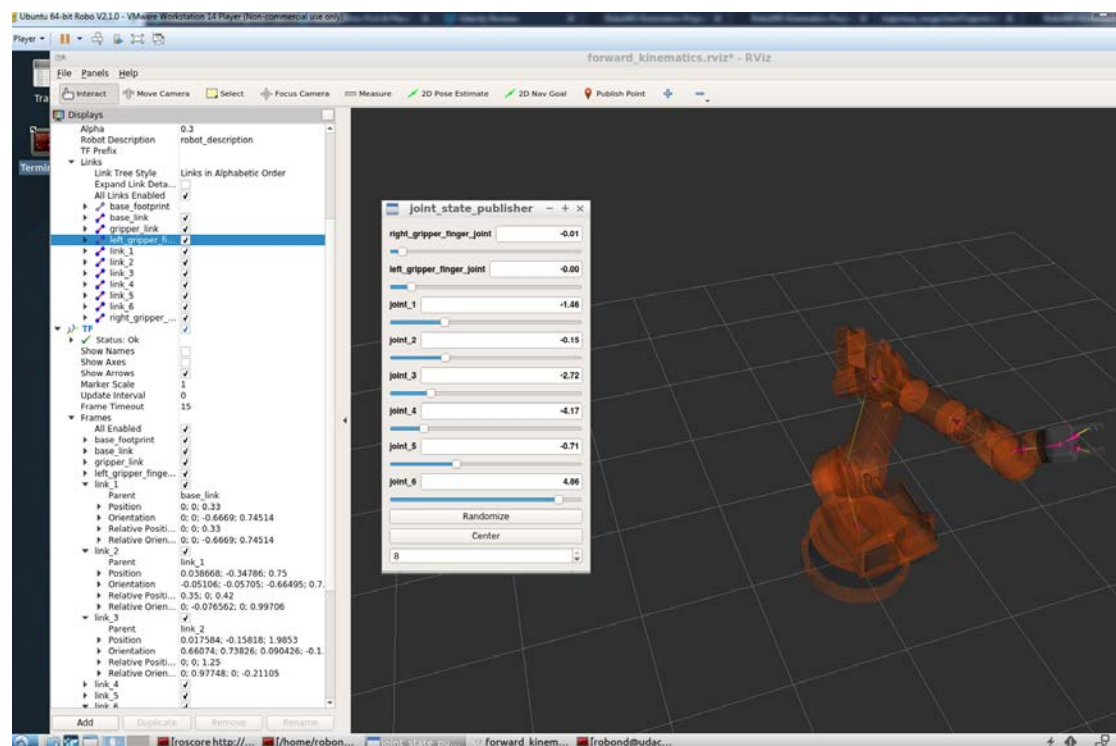 Ubuntu 64-bit Robo V2.1.0 - VMware Workstation 14 Player (Non-commercial use only)
Player
forward_kinematics.rviz* - RViz
File Panels Help
Interact Move Camera Select Focus Camera Measure 2D Pose Estimate 2D Nav Goal Publish Point
Displays
Alpha 0.3
Robot Description robot_description
TF Prefix
Links
Link Tree Style Links in Alphabetic Order
Expand Link Deta...
All Links Enabled
base_footprint
base_link
gripper_link
left_gripper_fi...
link_1
link_2
link_3
link_4
link_5
link_6
right_gripper_...
TF
Status: Ok
Show Names
Show Axes
Show Arrows
Marker Scale 1
Update Interval 0
Frame Timeout 15
Frames
All Enabled
base_footprint
base_link
gripper_link
left_gripper_finge...
link_1
Parent base_link
Position 0; 0; 0.33
Orientation 0; 0; -0.6669; 0.74514
Relative Positi... 0; 0; 0.33
Relative Orien... 0; 0; -0.6669; 0.74514
link_2
Parent link_1
Position 0.038668; -0.34786; 0.75
Orientation -0.05106; -0.05705; -0.66495; 0.7...
Relative Positi... 0.35; 0; 0.42
Relative Orien... 0; -0.076562; 0; 0.99706
link_3
Parent link_2
Position 0.017584; -0.15818; 1.9853
Orientation 0.66074; 0.73826; 0.090426; -0.1...
Relative Positi... 0; 0; 1.25
Relative Orien... 0; 0.97748; 0; -0.21105
link_4
link_5
link_6
Add Duplicate Remove Rename
joint_state_publisher
right_gripper_finger_joint -0.01
left_gripper_finger_joint -0.00
joint_1 -1.46
joint_2 -0.15
joint_3 -2.72
joint_4 -4.17
joint_5 -0.71
joint_6 4.86
Randomize
Center
8
[roscore http://... [/home/robon... joint_state_pu... forward_kinem... [robond@udac...